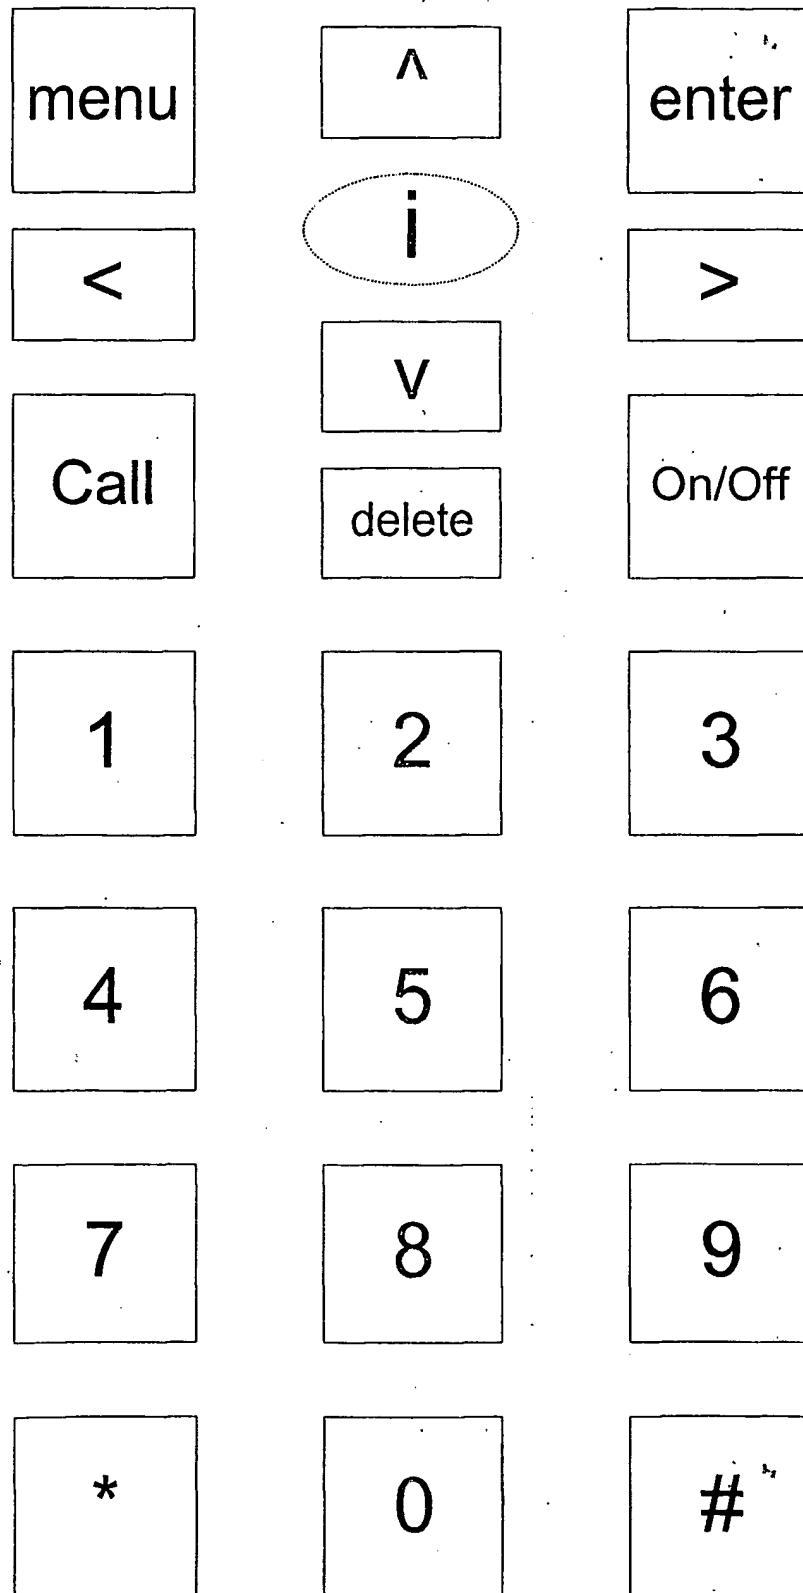 menu ^ enter
i
< >
v
Call delete On/Off
1 2 3
4 5 6
7 8 9
* 0 #